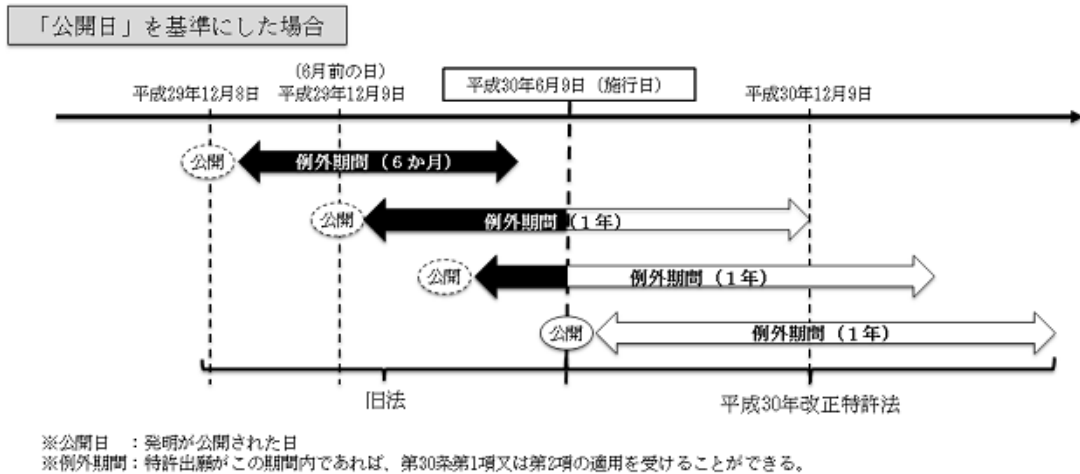 「公開日」を基準にした場合
(6月前の日)
平成29年12月8日 平成29年12月9日 平成30年6月9日(施行日) 平成30年12月9日
公開 例外期間(6か月)
公開 例外期間(1年)
公開 例外期間(1年)
公開 例外期間(1年)
旧法 平成30年改正特許法
※公開日 :発明が公開された日
※例外期間:特許出願がこの期間内であれば、第30条第1項又は第2項の適用を受けることができる。